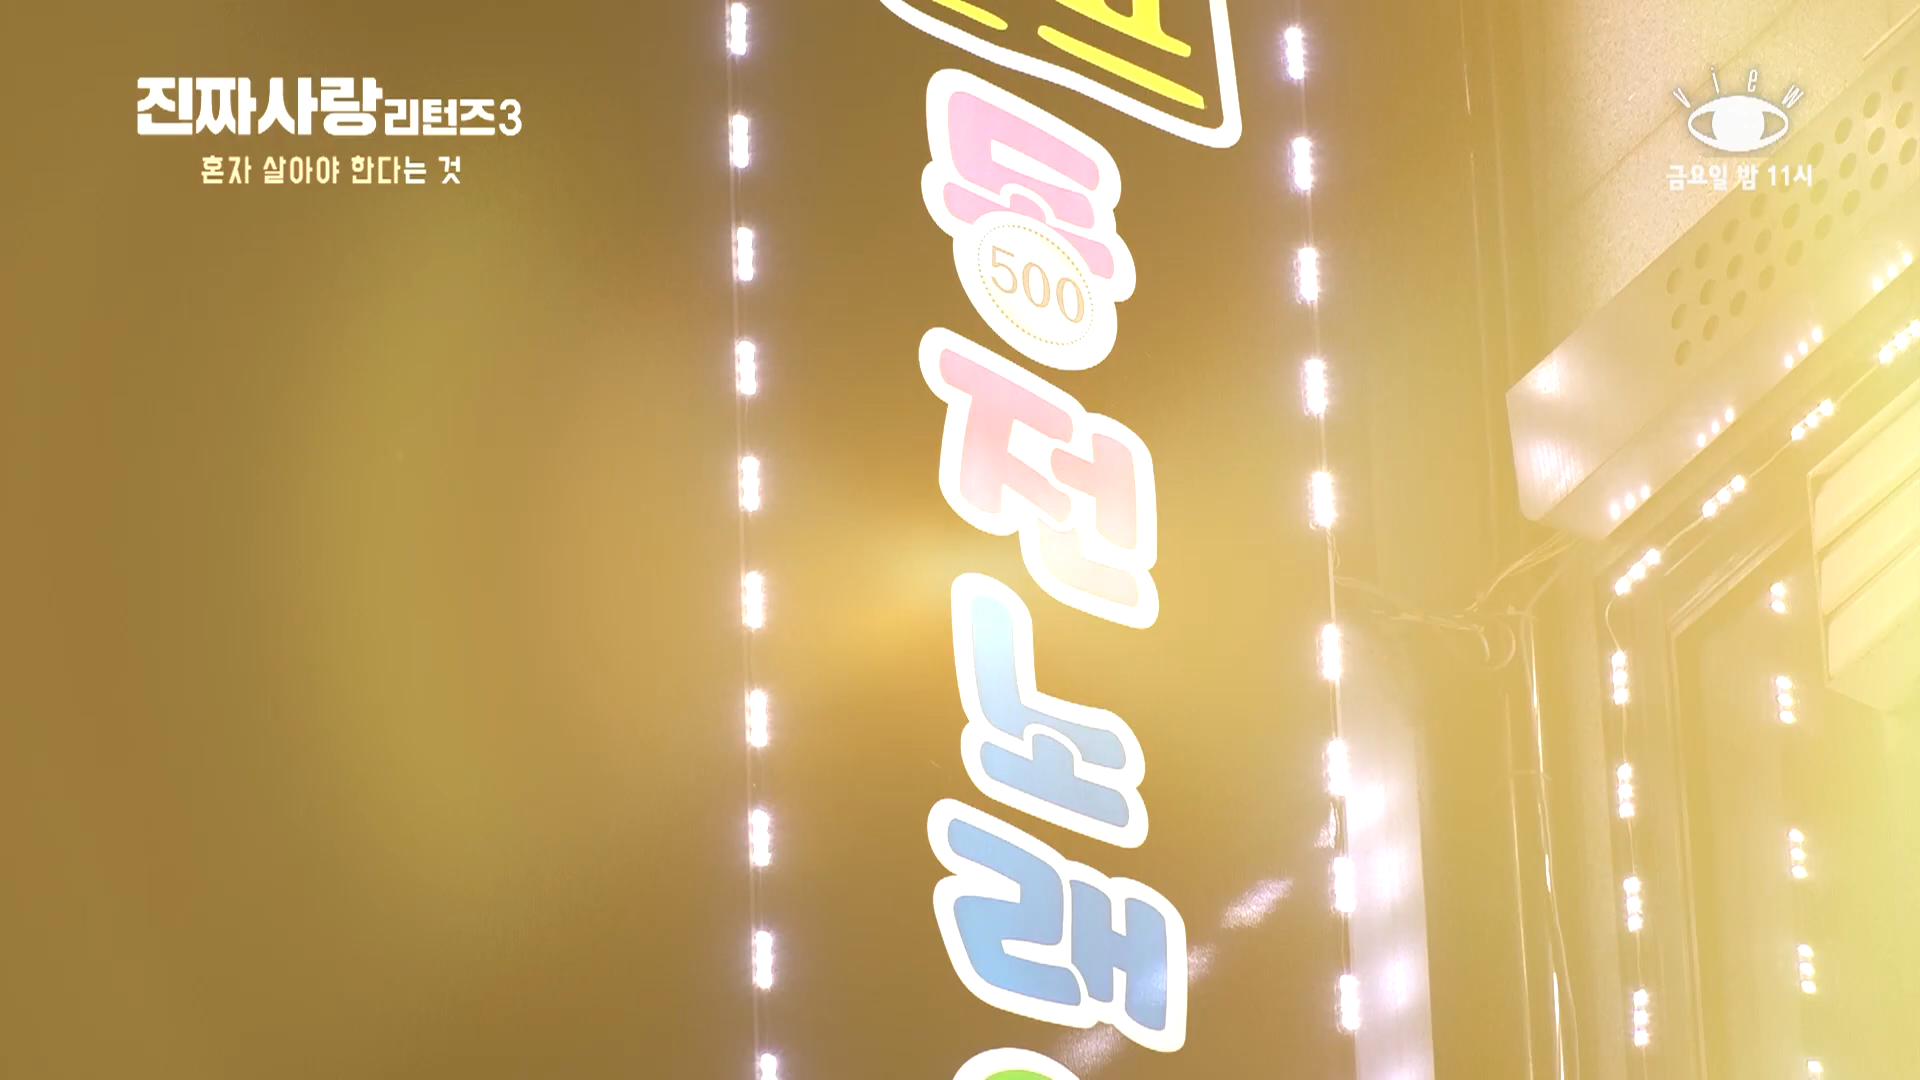 진짜사랑리턴즈3
혼자 살아야 한다는 것
view
금요일 밤 11시
동전노래
500